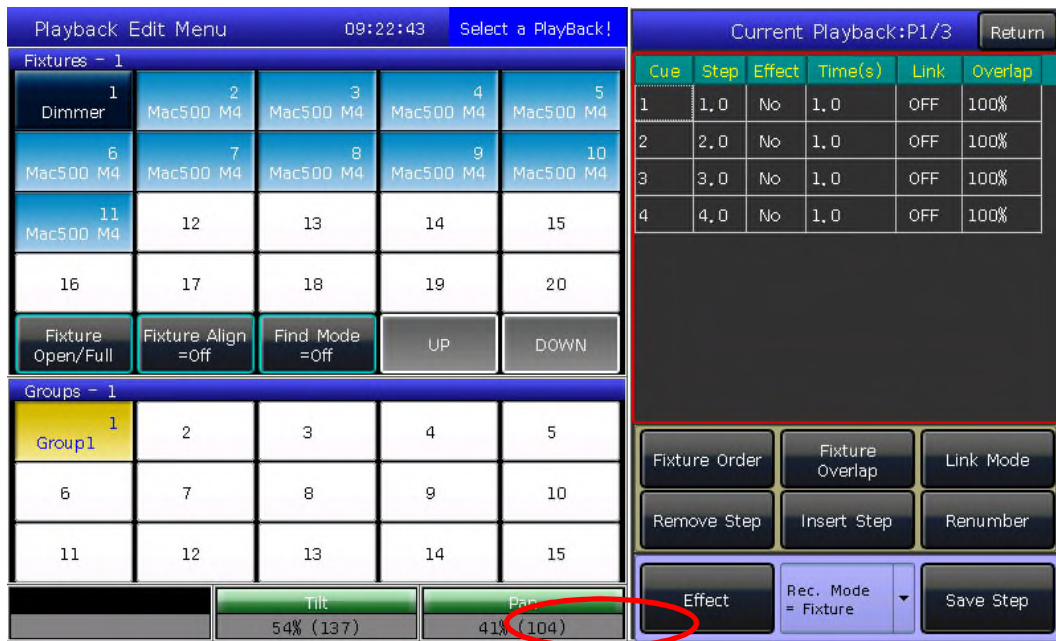 Playback Edit Menu 09:22:43 Select a PlayBack!
Fixtures - 1
1 2 3 4 5
Dimmer Mac500 M4 Mac500 M4 Mac500 M4 Mac500 M4
6 7 8 9 10
Mac500 M4 Mac500 M4 Mac500 M4 Mac500 M4 Mac500 M4
11
Mac500 M4 12 13 14 15
16 17 18 19 20
Fixture Fixture Align Find Mode
Open/Full =Off =Off UP DOWN
Groups - 1
1
Group1 2 3 4 5
6 7 8 9 10
11 12 13 14 15
Tilt Pan
54% (137) 41% (104)
Current Playback:P1/3 Return
Cue Step Effect Time(s) Link Overlap
1 1.0 No 1.0 OFF 100%
2 2.0 No 1.0 OFF 100%
3 3.0 No 1.0 OFF 100%
4 4.0 No 1.0 OFF 100%
Fixture Order Fixture Overlap Link Mode
Remove Step Insert Step Renumber
Effect Rec. Mode = Fixture Save Step